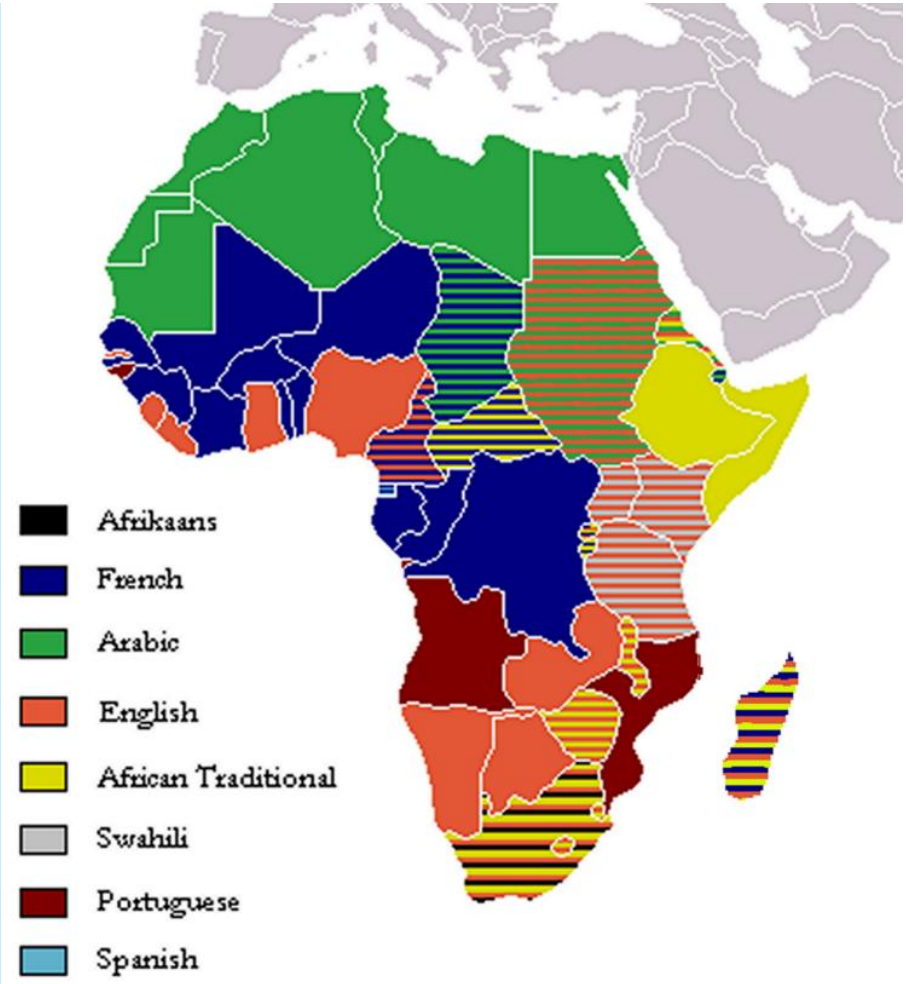 Afrikaans
French
Arabic
English
African Traditional
Swahili
Portuguese
Spanish